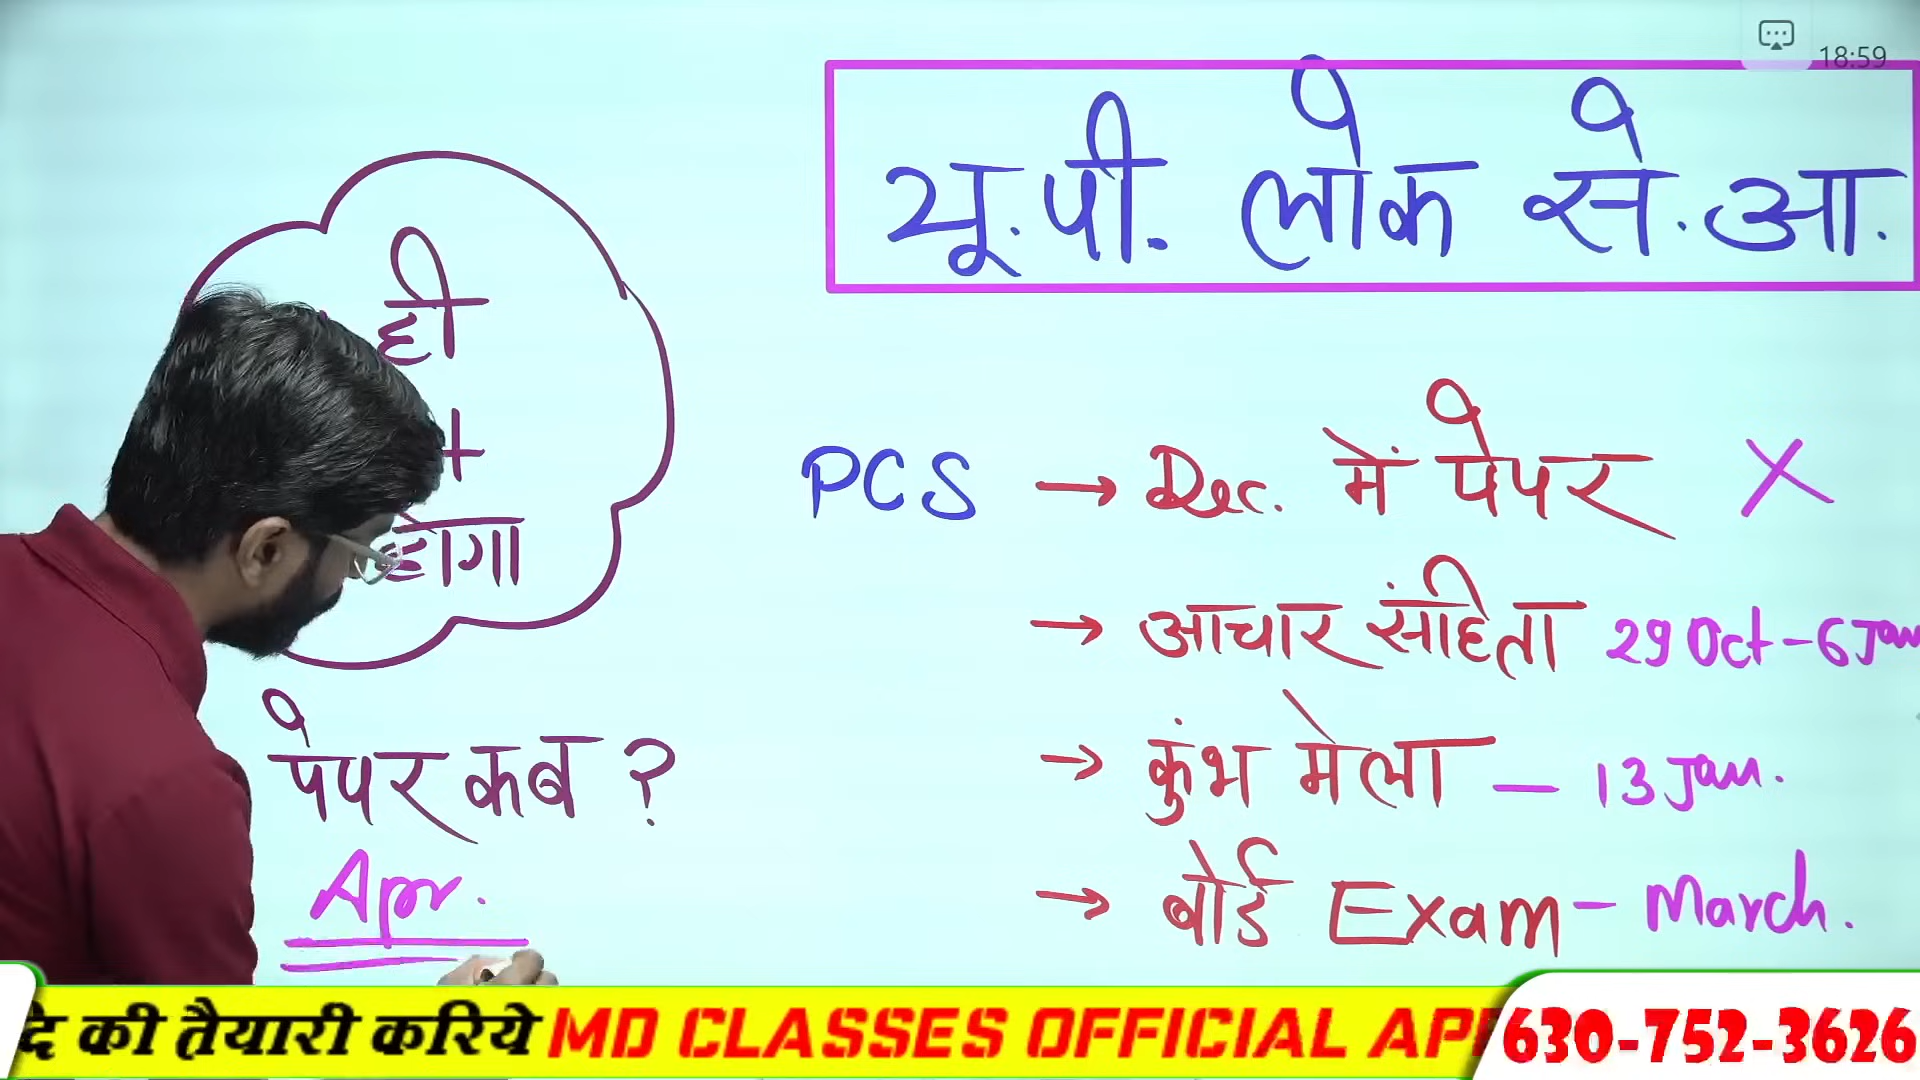 18:59
यू.पी. लोक से.आ.
ही
+
होगा
PCS → Dec. में पेपर X
→ आचार संहिता 29 Oct - 6 Jan
→ कुंभ मेला - 13 Jan.
→ बोर्ड Exam - March.
पेपर कब ?
Apr.
की तैयारी करिये MD CLASSES OFFICIAL
630-752-3626